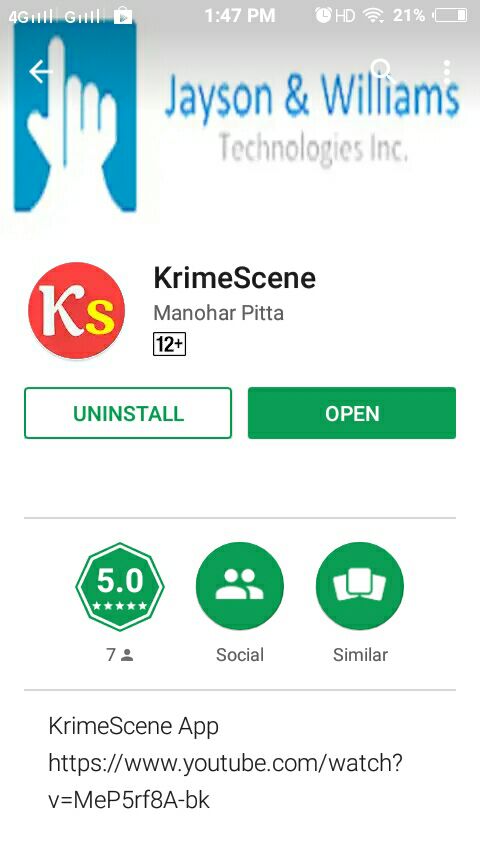 4G G 1:47 PM HD 21%
Jayson & Williams
Technologies Inc.
Ks
KrimeScene
Manohar Pitta
12+
UNINSTALL OPEN
5.0
7 Social Similar
KrimeScene App
https://www.youtube.com/watch?
v=MeP5rf8A-bk